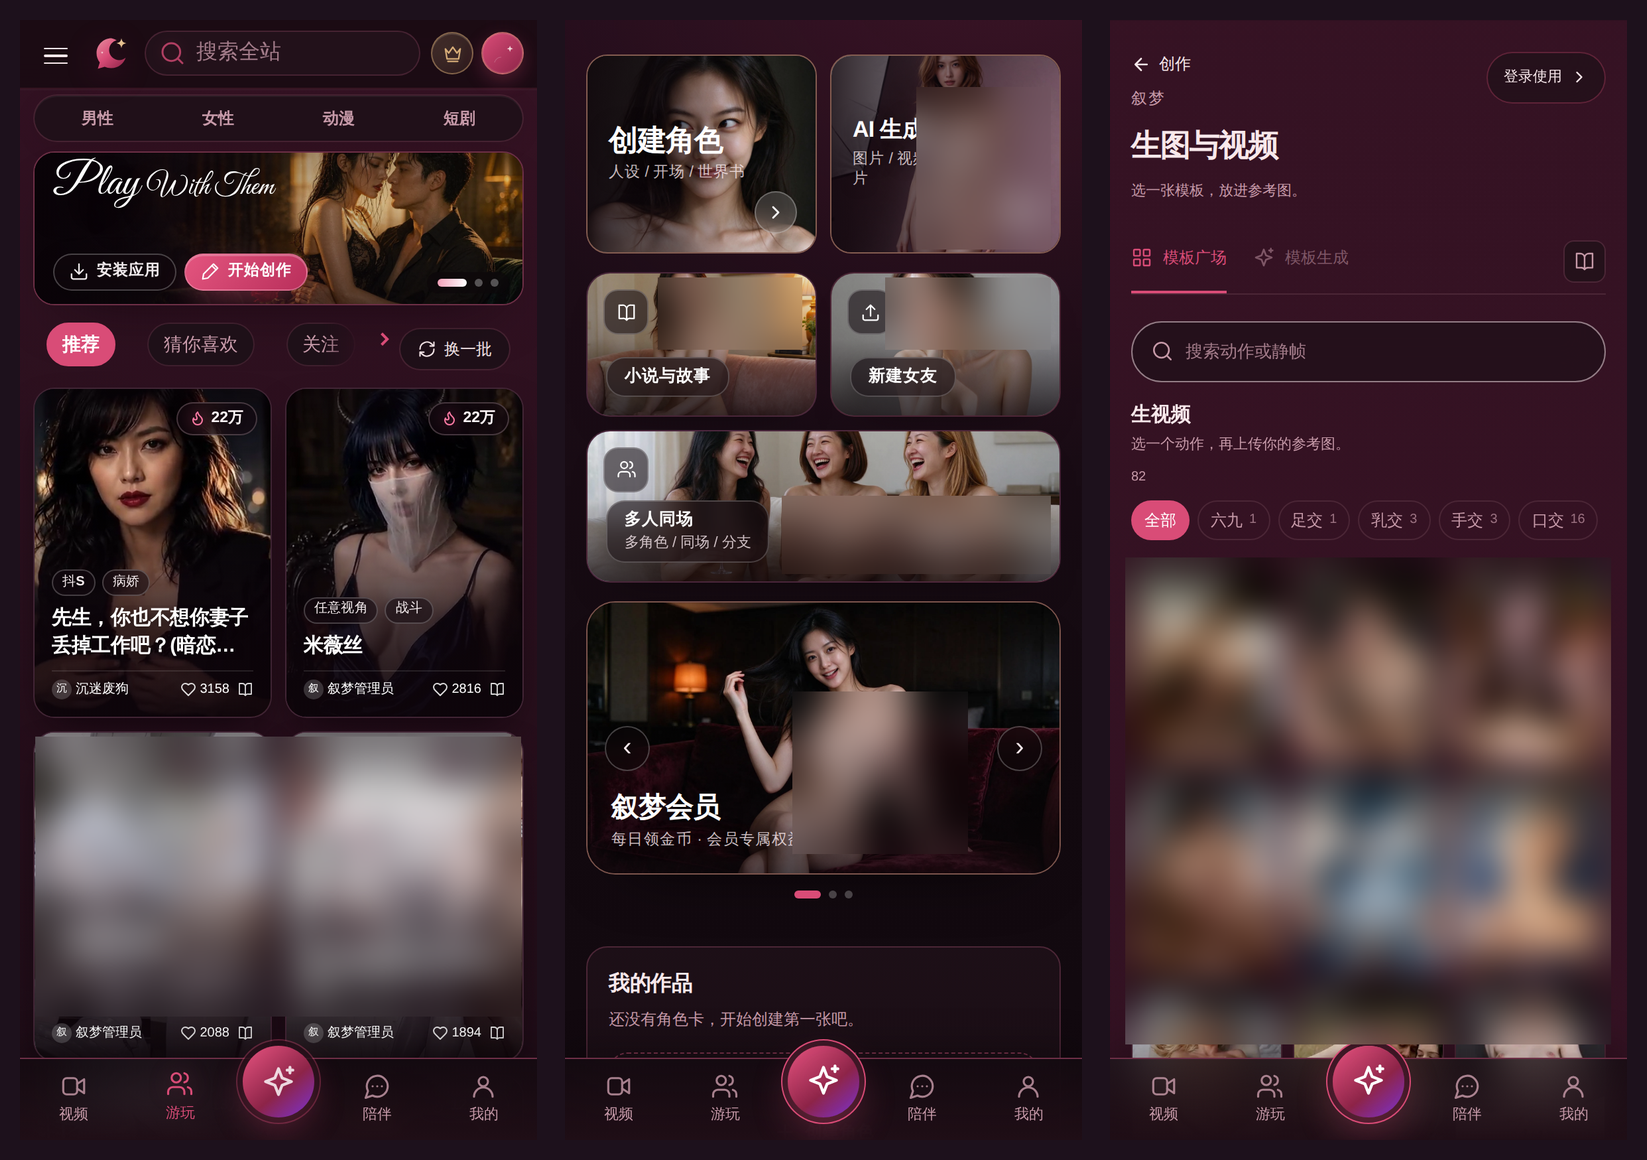 搜索全站
男性
女性
动漫
短剧
Play With Them
安装应用
开始创作
推荐
猜你喜欢
关注
换一批
22万
22万
抖S
病娇
先生，你也不想你妻子
丢掉工作吧？(暗恋...
沉
沉迷废狗
3158
任意视角
战斗
米薇丝
叙
叙梦管理员
2816
叙
叙梦管理员
2088
叙
叙梦管理员
1894
视频
游玩
陪伴
我的
创建角色
人设 / 开场 / 世界书
AI 生成
图片 / 视
片
小说与故事
新建女友
多人同场
多角色 / 同场 / 分支
叙梦会员
每日领金币 · 会员专属权益
我的作品
还没有角色卡，开始创建第一张吧。
视频
游玩
陪伴
我的
创作
登录使用
叙梦
生图与视频
选一张模板，放进参考图。
模板广场
模板生成
搜索动作或静帧
生视频
选一个动作，再上传你的参考图。
82
全部
六九 1
足交 1
乳交 3
手交 3
口交 16
视频
游玩
陪伴
我的